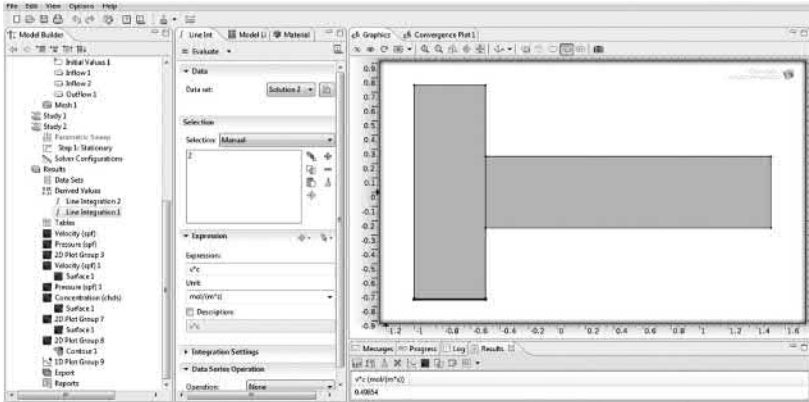 File Edit View Options Help
Model Builder
Initial Values 1
Inflow 1
Inflow 2
Outflow 1
Mesh 1
Study 1
Study 2
Parametric Sweep
Step 1: Stationary
Solver Configurations
Results
Data Sets
Derived Values
Line Integration 2
Line Integration 1
Tables
Velocity (spf)
Pressure (spf)
2D Plot Group 3
Velocity (spf) 1
Surface 1
Pressure (spf) 1
Concentration (chds)
Surface 1
2D Plot Group 7
Surface 1
2D Plot Group 8
Contour 1
1D Plot Group 9
Export
Reports
Line Int Model Li Material
= Evaluate
Data
Data set: Solution 2
Selection
Selection: Manual
2
Expression
Expression:
v*c
Unit:
mol/(m*s)
Description:
v*c
Integration Settings
Data Series Operation
Operation: None
Graphics Convergence Plot 1
0.9
0.8
0.7
0.6
0.5
0.4
0.3
0.2
0.1
0
-0.1
-0.2
-0.3
-0.4
-0.5
-0.6
-0.7
-0.8
-0.9
-1.2 -1 -0.8 -0.6 -0.4 -0.2 0 0.2 0.4 0.6 0.8 1 1.2 1.4 1.6
Messages Progress Log Results
v*c (mol/(m*s))
0.49854